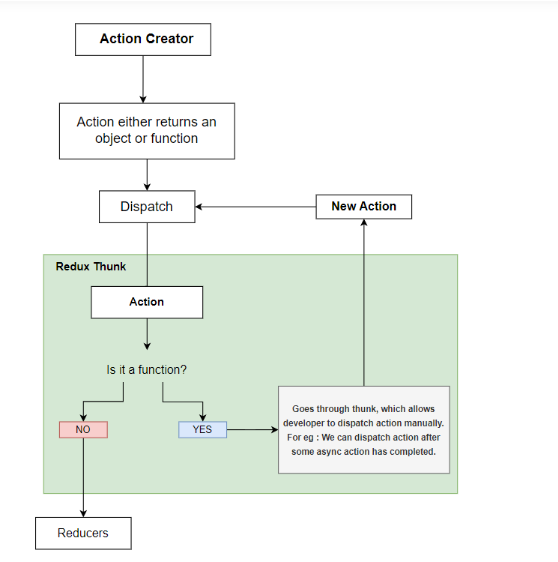 Action Creator
Action either returns an
object or function
Dispatch
New Action
Redux Thunk
Action
Is it a function?
NO
YES
Goes through thunk, which allows
developer to dispatch action manually.
For eg : We can dispatch action after
some async action has completed.
Reducers